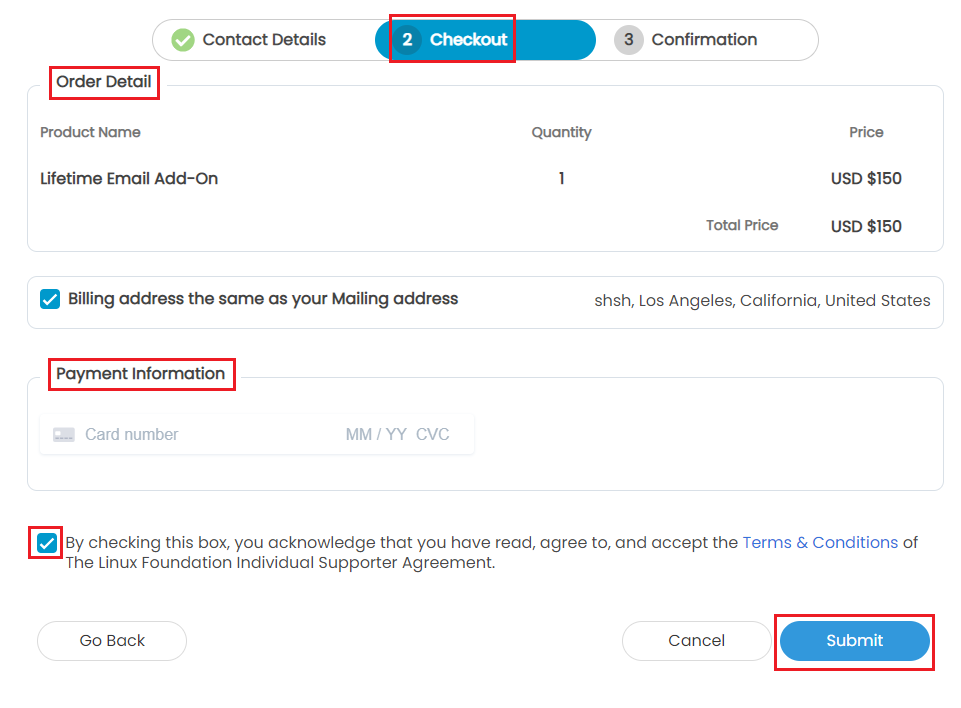 Contact Details 2 Checkout 3 Confirmation
Order Detail
Product Name Quantity Price
Lifetime Email Add-On 1 USD $150
Total Price USD $150
Billing address the same as your Mailing address shsh, Los Angeles, California, United States
Payment Information
Card number MM / YY CVC
By checking this box, you acknowledge that you have read, agree to, and accept the Terms & Conditions of
The Linux Foundation Individual Supporter Agreement.
Go Back Cancel Submit